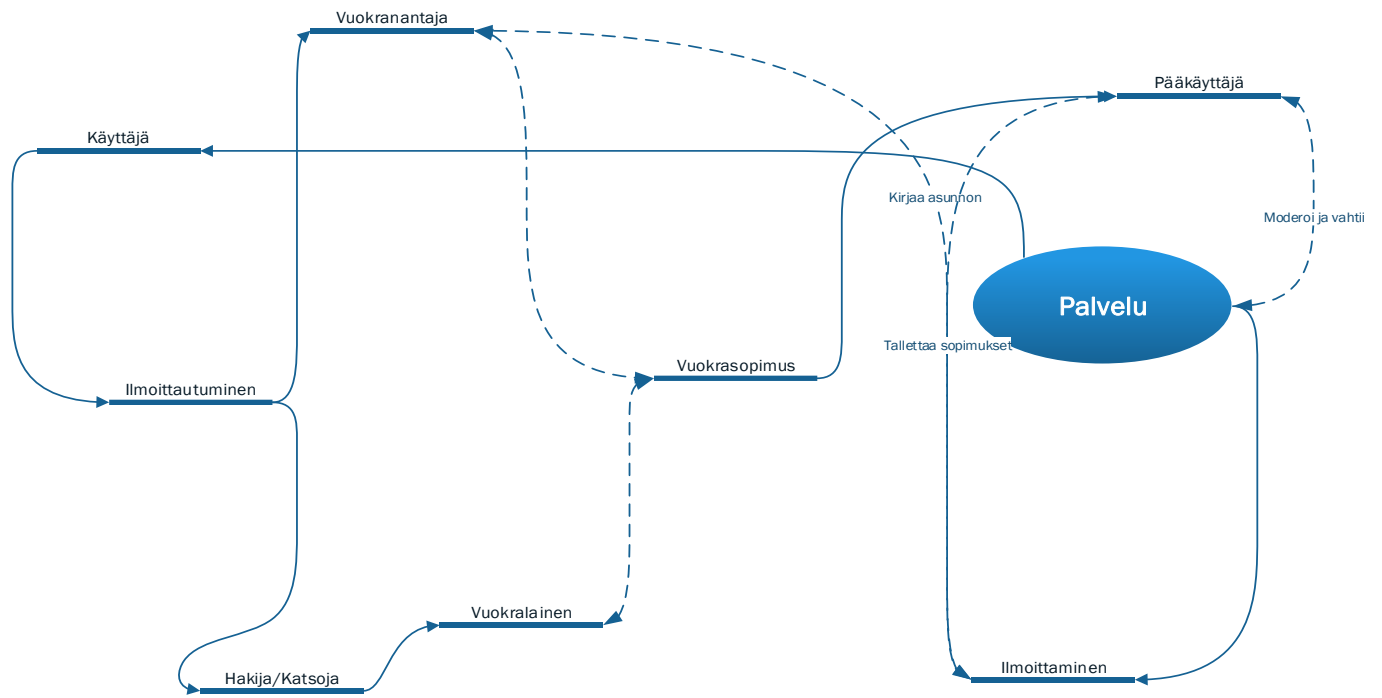 Vuokranantaja
Pääkäyttäjä
Käyttäjä
Kirjaa asunnon
Moderoi ja vahtii
Palvelu
Tallettaa sopimukset
Vuokrasopimus
Ilmoittautuminen
Vuokralainen
Ilmoittaminen
Hakija/Katsoja